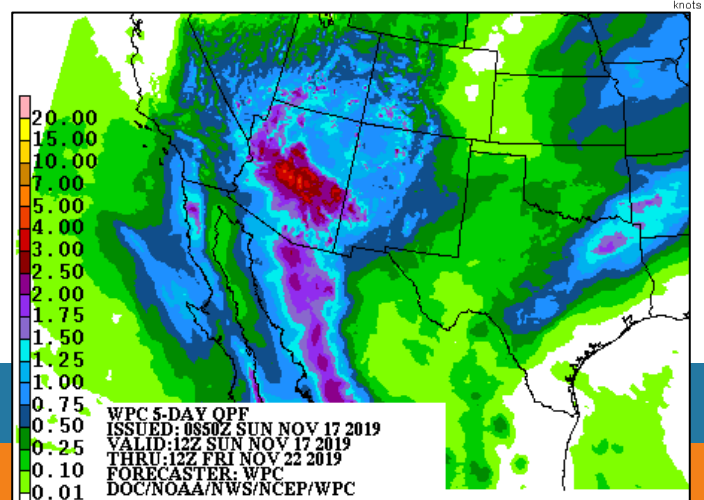 knots
20.00
15.00
10.00
7.00
5.00
4.00
3.00
2.50
2.00
1.75
1.50
1.25
1.00
0.75
0.50
0.25
0.10
0.01
WPC 5-DAY QPF
ISSUED: 0850Z SUN NOV 17 2019
VALID:12Z SUN NOV 17 2019
THRU:12Z FRI NOV 22 2019
FORECASTER: WPC
DOC/NOAA/NWS/NCEP/WPC